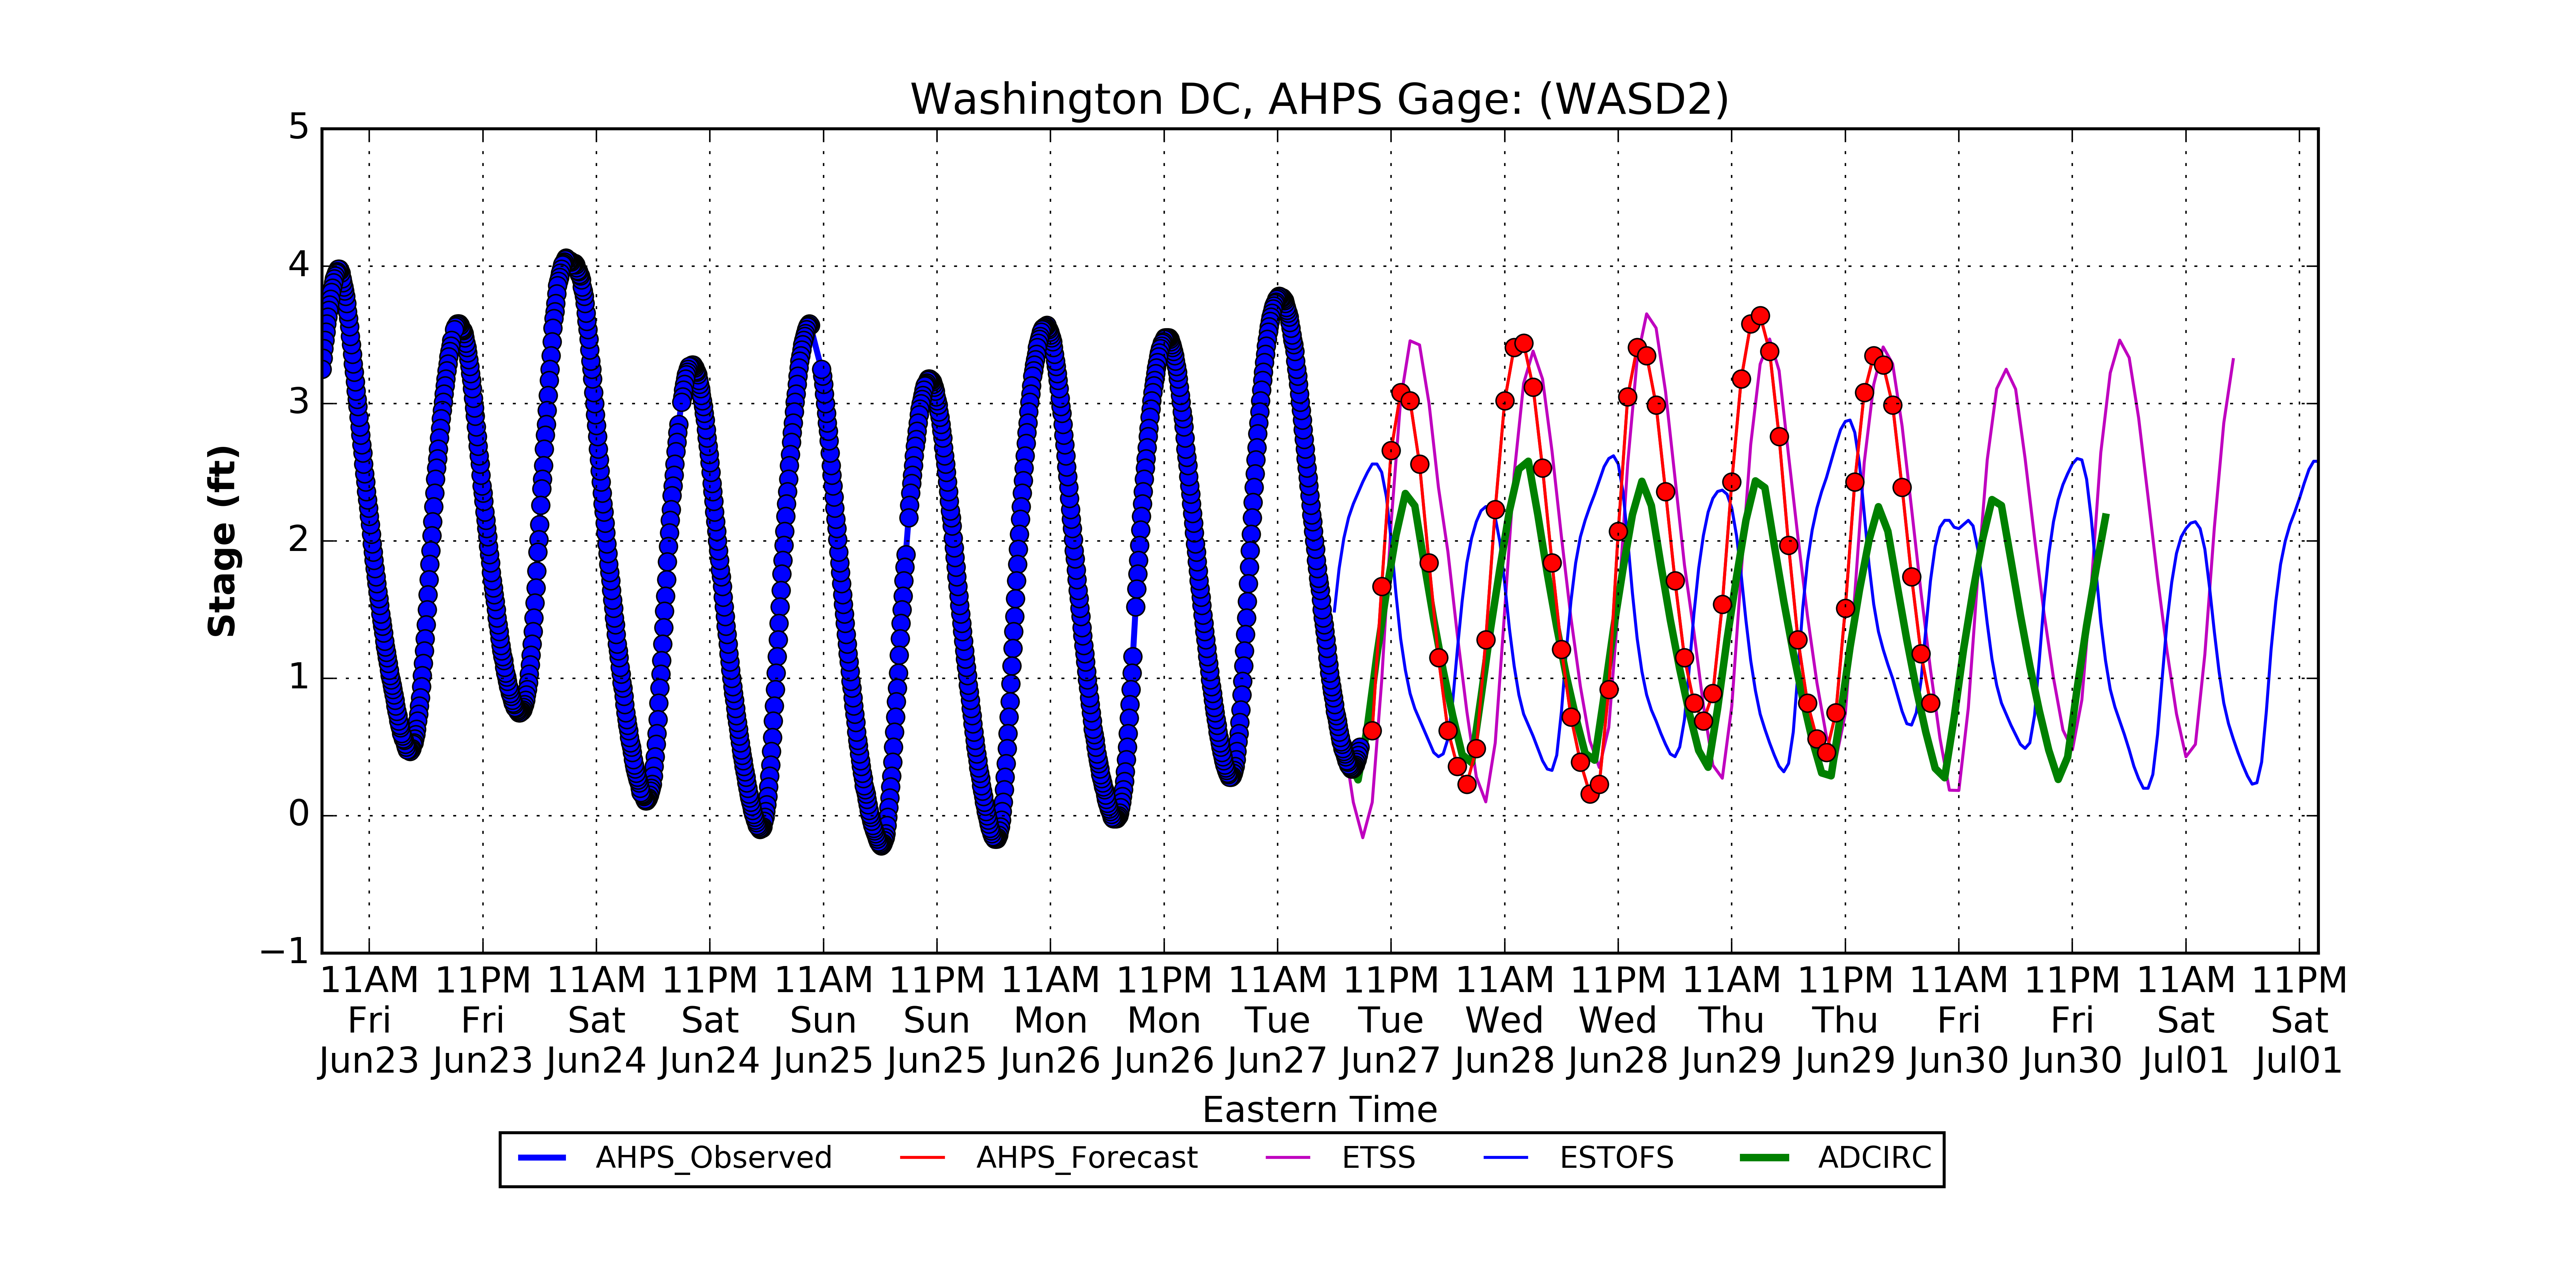 Washington DC, AHPS Gage: (WASD2)
5
4
3
2
1
0
−1
Stage (ft)
11AM 11PM 11AM 11PM 11AM 11PM 11AM 11PM 11AM 11PM 11AM 11PM 11AM 11PM 11AM 11PM 11AM 11PM
Fri Fri Sat Sat Sun Sun Mon Mon Tue Tue Wed Wed Thu Thu Fri Fri Sat Sat
Jun23 Jun23 Jun24 Jun24 Jun25 Jun25 Jun26 Jun26 Jun27 Jun27 Jun28 Jun28 Jun29 Jun29 Jun30 Jun30 Jul01 Jul01
Eastern Time
AHPS_Observed AHPS_Forecast ETSS ESTOFS ADCIRC